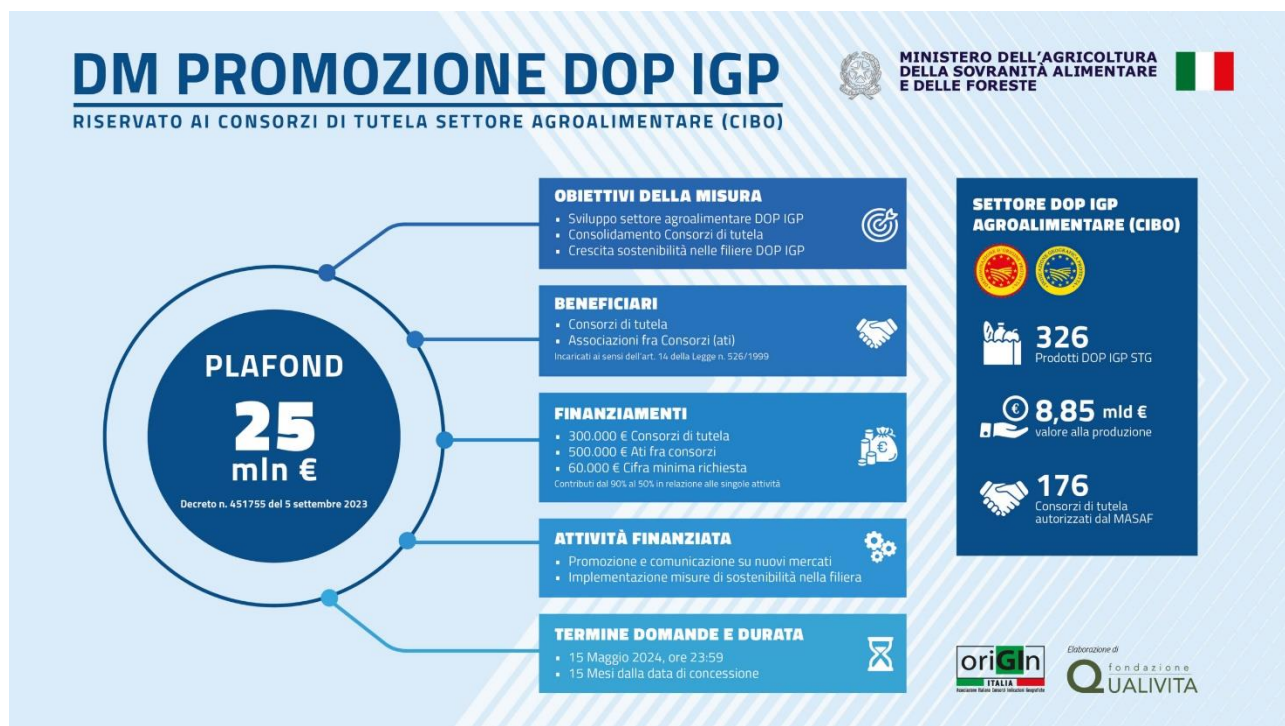 DM PROMOZIONE DOP IGP
RISERVATO AI CONSORZI DI TUTELA SETTORE AGROALIMENTARE (CIBO)
MINISTERO DELL'AGRICOLTURA
DELLA SOVRANITÀ ALIMENTARE
E DELLE FORESTE
PLAFOND
25
mln €
Decreto n. 451755 del 5 settembre 2023
OBIETTIVI DELLA MISURA
▪ Sviluppo settore agroalimentare DOP IGP
▪ Consolidamento Consorzi di tutela
▪ Crescita sostenibilità nelle filiere DOP IGP
BENEFICIARI
▪ Consorzi di tutela
▪ Associazioni fra Consorzi (ati)
Incaricati ai sensi dell'art. 14 della Legge n. 526/1999
FINANZIAMENTI
▪ 300.000 € Consorzi di tutela
▪ 500.000 € Ati fra consorzi
▪ 60.000 € Cifra minima richiesta
Contributi dal 90% al 50% in relazione alle singole attività
ATTIVITÀ FINANZIATA
▪ Promozione e comunicazione su nuovi mercati
▪ Implementazione misure di sostenibilità nella filiera
TERMINE DOMANDE E DURATA
▪ 15 Maggio 2024, ore 23:59
▪ 15 Mesi dalla data di concessione
SETTORE DOP IGP
AGROALIMENTARE (CIBO)
326
Prodotti DOP IGP STG
8,85 mld €
valore alla produzione
176
Consorzi di tutela
autorizzati dal MASAF
oriGIn
ITALIA
Elaborazione di
fondazione
QUALIVITA